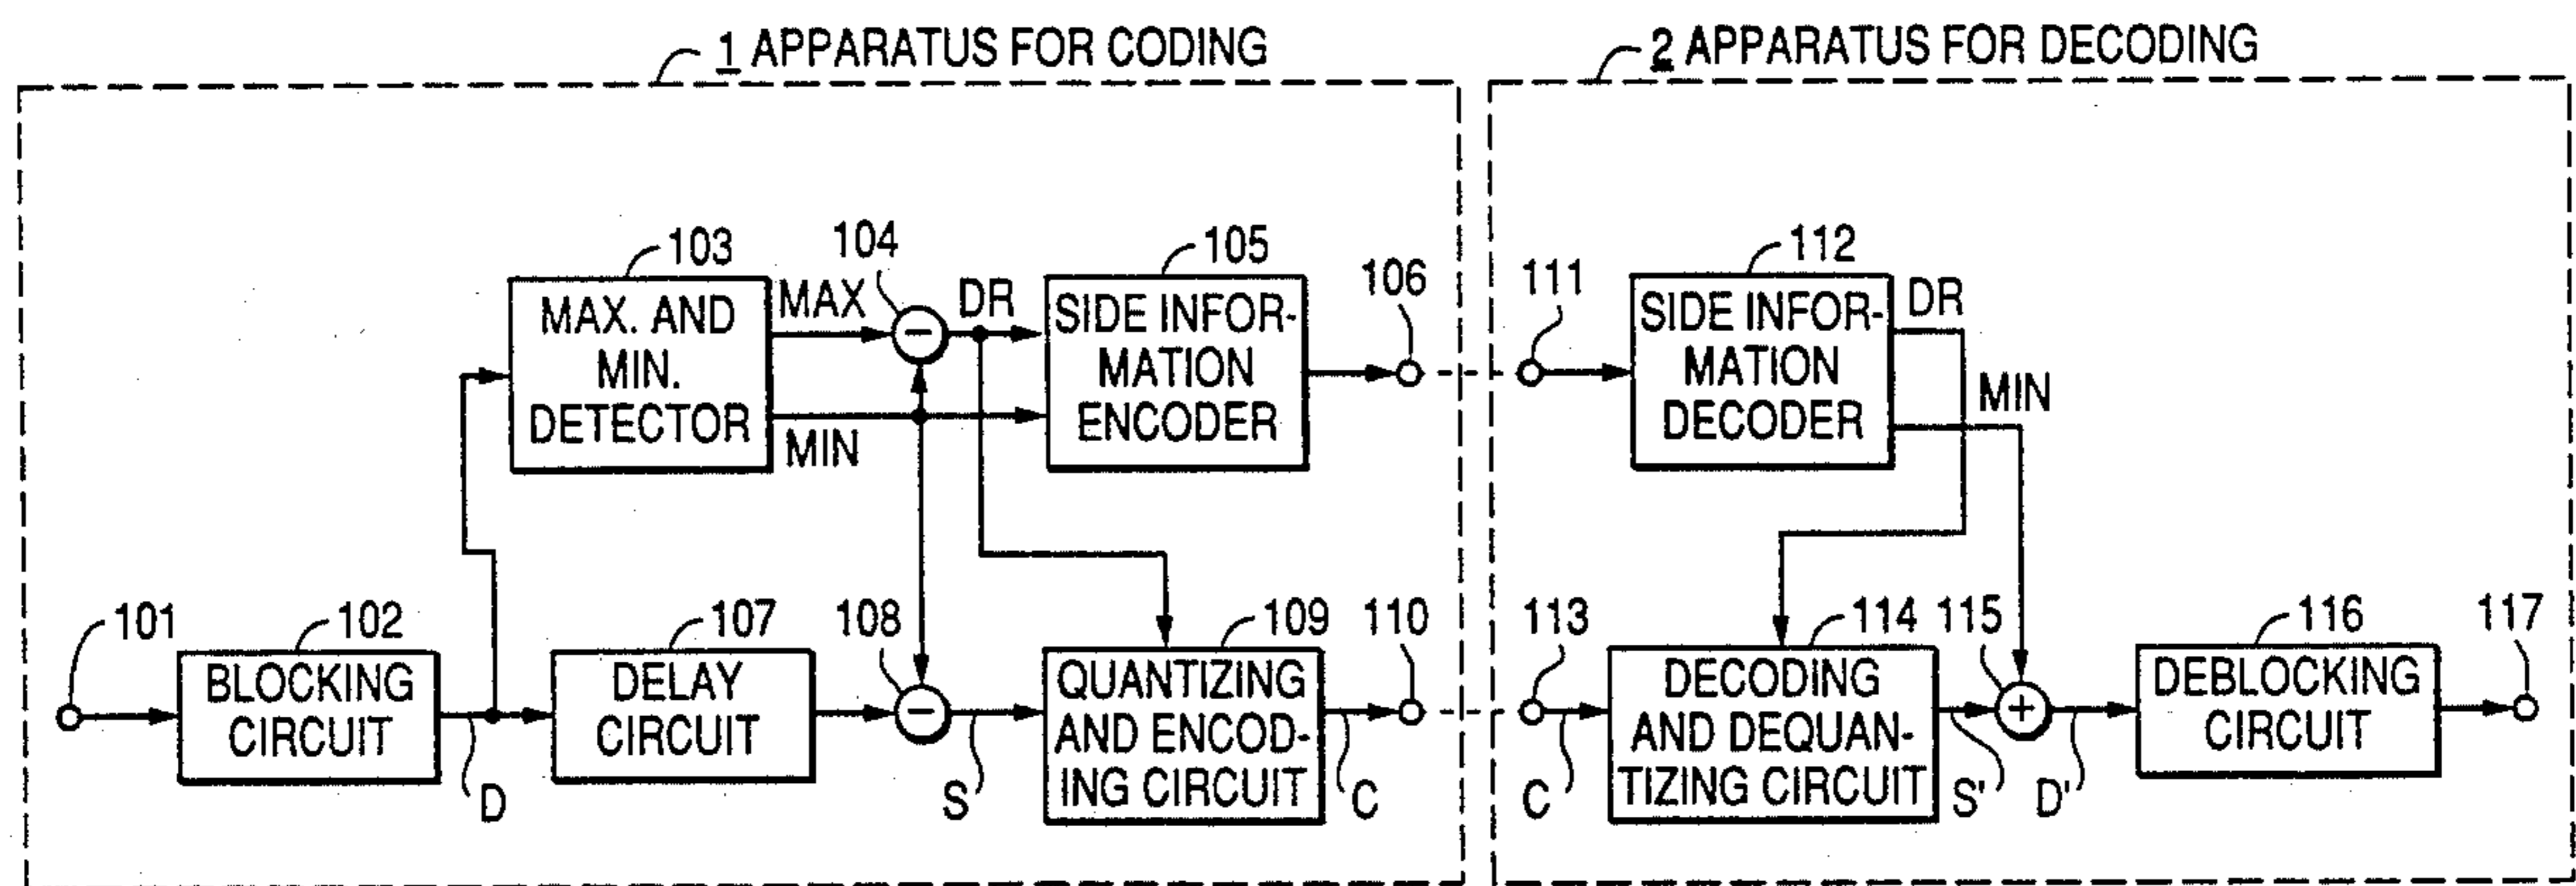 1 APPARATUS FOR CODING
2 APPARATUS FOR DECODING
103
104
105
106
111
112
MAX. AND
MIN.
DETECTOR
MAX
MIN
DR
SIDE INFOR-
MATION
ENCODER
SIDE INFOR-
MATION
DECODER
DR
MIN
101
102
107
108
109
110
113
114
115
116
117
BLOCKING
CIRCUIT
D
DELAY
CIRCUIT
S
QUANTIZING
AND ENCOD-
ING CIRCUIT
C
C
DECODING
AND DEQUAN-
TIZING CIRCUIT
S'
D'
DEBLOCKING
CIRCUIT
−
−
+